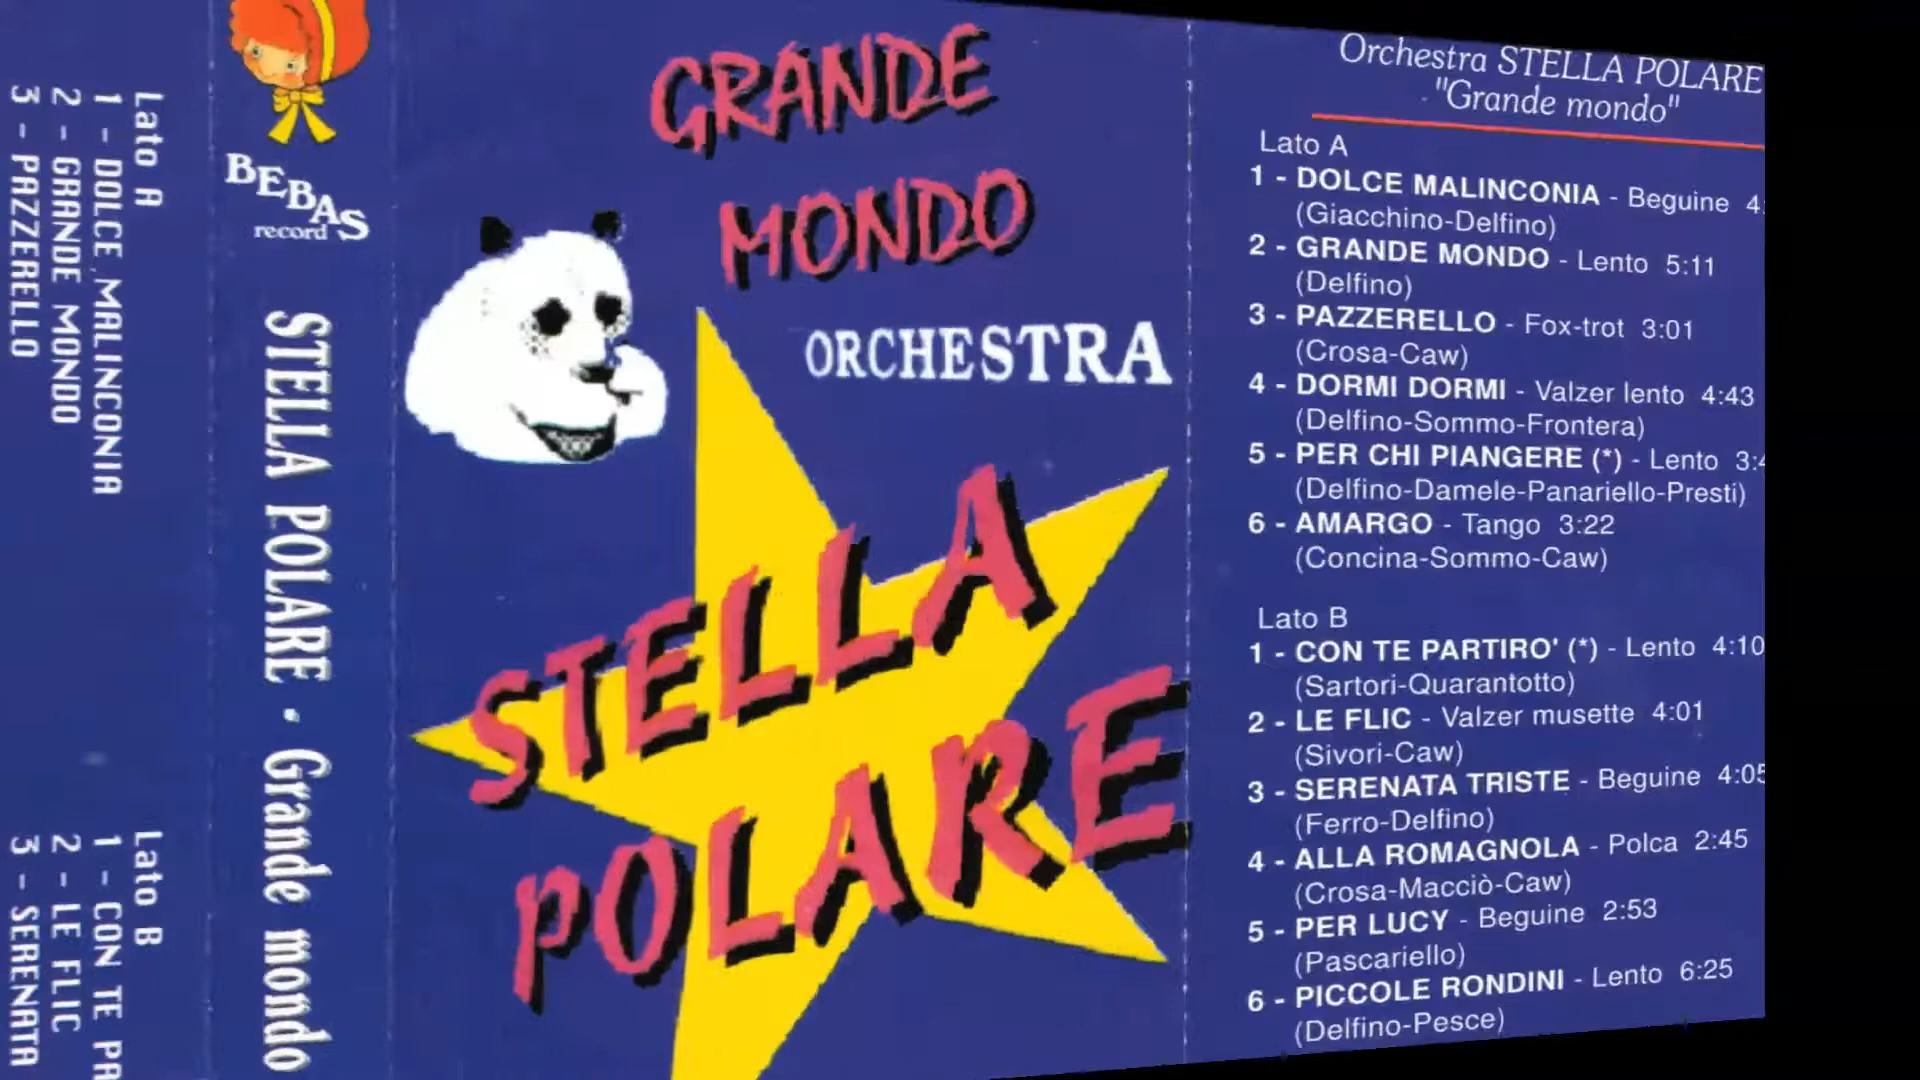 Lato A
1 - DOLCE MALINCONIA
2 - GRANDE MONDO
3 - PAZZERELLO
Lato B
1 - CON TE PA
2 - LE FLIC
3 - SERENATA
BEBAS
record
STELLA POLARE · Grande mondo
GRANDE
MONDO
ORCHESTRA
STELLA
POLARE
Orchestra STELLA POLARE
"Grande mondo"
Lato A
1 - DOLCE MALINCONIA - Beguine 4:
(Giacchino-Delfino)
2 - GRANDE MONDO - Lento 5:11
(Delfino)
3 - PAZZERELLO - Fox-trot 3:01
(Crosa-Caw)
4 - DORMI DORMI - Valzer lento 4:43
(Delfino-Sommo-Frontera)
5 - PER CHI PIANGERE (*) - Lento 3:4
(Delfino-Damele-Panariello-Presti)
6 - AMARGO - Tango 3:22
(Concina-Sommo-Caw)
Lato B
1 - CON TE PARTIRO' (*) - Lento 4:10
(Sartori-Quarantotto)
2 - LE FLIC - Valzer musette 4:01
(Sivori-Caw)
3 - SERENATA TRISTE - Beguine 4:05
(Ferro-Delfino)
4 - ALLA ROMAGNOLA - Polca 2:45
(Crosa-Macciò-Caw)
5 - PER LUCY - Beguine 2:53
(Pascariello)
6 - PICCOLE RONDINI - Lento 6:25
(Delfino-Pesce)